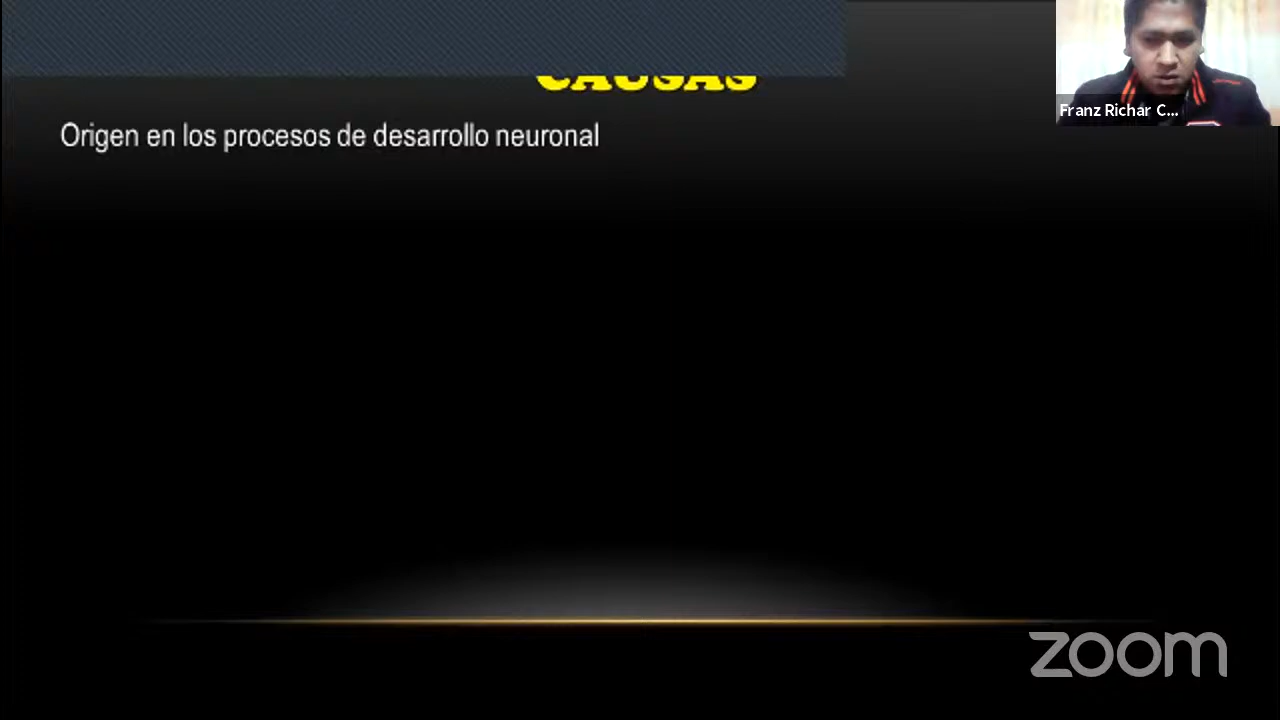 CAUSAS
Origen en los procesos de desarrollo neuronal
Franz Richar C...
zoom